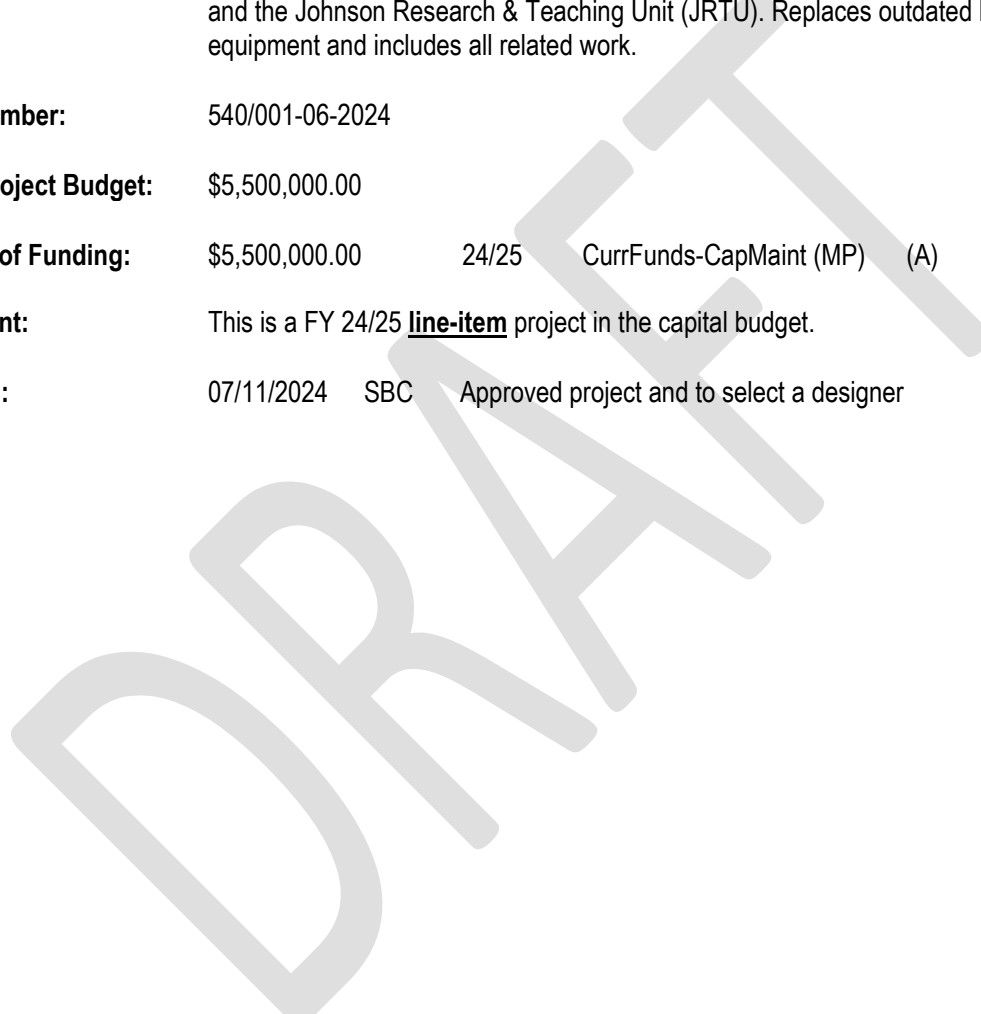 and the Johnson Research & Teaching Unit (JRTU). Replaces outdated
equipment and includes all related work.
mber: 540/001-06-2024
oject Budget: $5,500,000.00
of Funding: $5,500,000.00 24/25 CurrFunds-CapMaint (MP) (A)
nt: This is a FY 24/25 line-item project in the capital budget.
: 07/11/2024 SBC Approved project and to select a designer
DRAFT